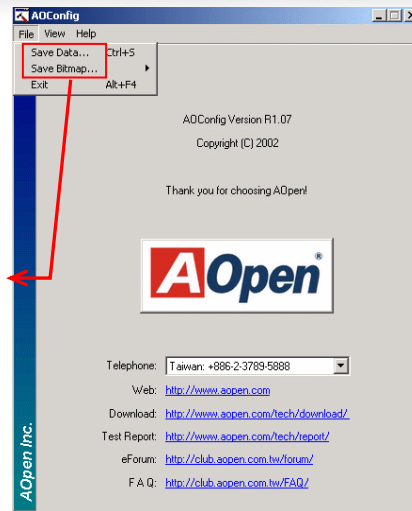 AOConfig
File View Help
Save Data... Ctrl+S
Save Bitmap...
Exit Alt+F4
AOConfig Version R1.07
Copyright (C) 2002
Thank you for choosing AOpen!
AOpen®
Telephone: Taiwan: +886-2-3789-5888
Web: http://www.aopen.com
Download: http://www.aopen.com/tech/download/
Test Report: http://www.aopen.com/tech/report/
eForum: http://club.aopen.com.tw/forum/
F A Q: http://club.aopen.com.tw/FAQ/
AOpen Inc.